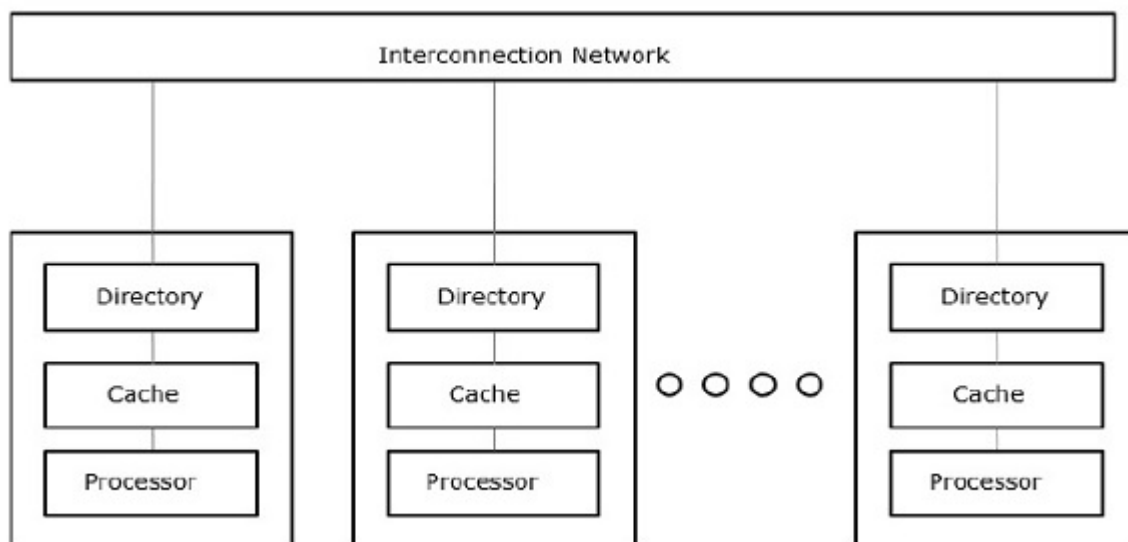 Interconnection Network
Directory
Directory
Directory
Cache
Cache
Cache
Processor
Processor
Processor